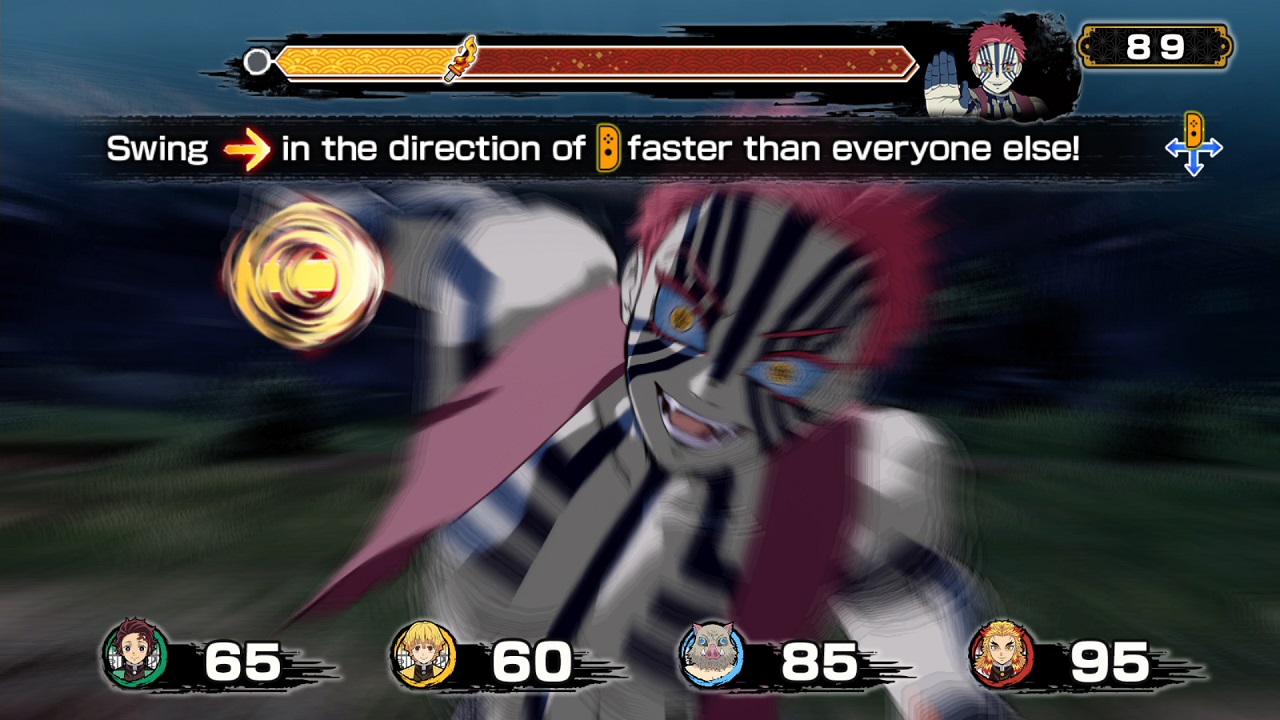 89
Swing → in the direction of faster than everyone else!
65 60 85 95